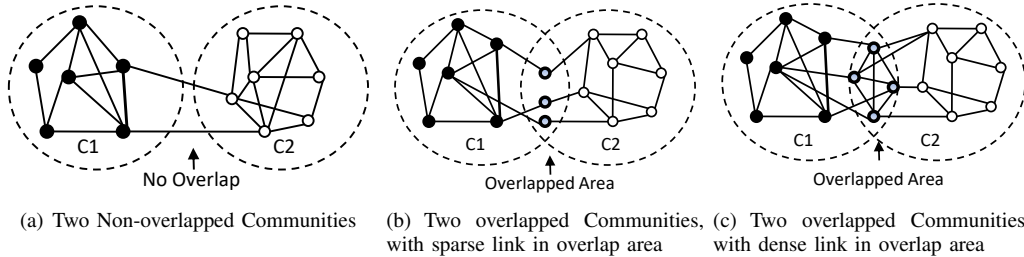 C1
C2
No Overlap
(a) Two Non-overlapped Communities
C1
C2
Overlapped Area
(b) Two overlapped Communities,
with sparse link in overlap area
C1
C2
Overlapped Area
(c) Two overlapped Communities
with dense link in overlap area